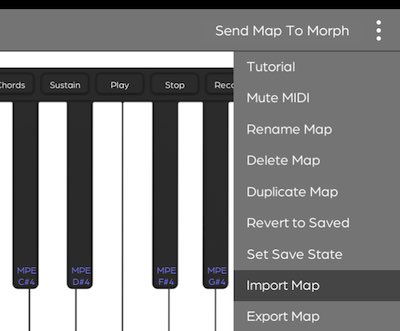 Send Map To Morph
Chords Sustain Play Stop Reco
Tutorial
Mute MIDI
Rename Map
Delete Map
Duplicate Map
Revert to Saved
Set Save State
Import Map
Export Map
MPE MPE MPE MPE
C#4 D#4 F#4 G#4